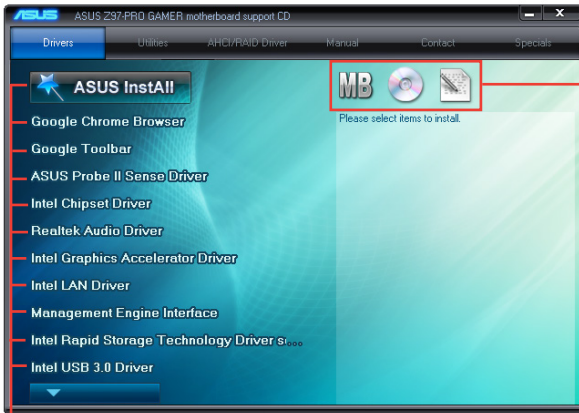 ASUS ASUS Z97-PRO GAMER motherboard support CD
Drivers Utilities AHCI/RAID Driver Manual Contact Specials
ASUS InstAll
MB
Please select items to install.
Google Chrome Browser
Google Toolbar
ASUS Probe II Sense Driver
Intel Chipset Driver
Realtek Audio Driver
Intel Graphics Accelerator Driver
Intel LAN Driver
Management Engine Interface
Intel Rapid Storage Technology Driver s...
Intel USB 3.0 Driver